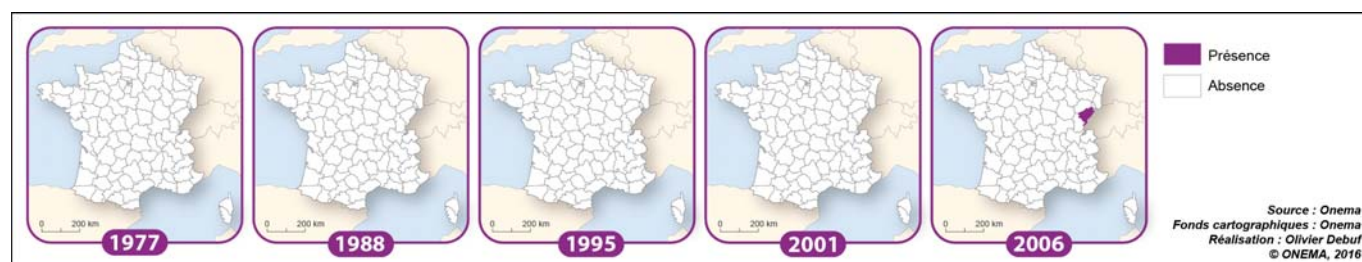 Présence
Absence
0 200 km
0 200 km
0 200 km
0 200 km
0 200 km
1977
1988
1995
2001
2006
Source : Onema
Fonds cartographiques : Onema
Réalisation : Olivier Debuf
© ONEMA, 2016